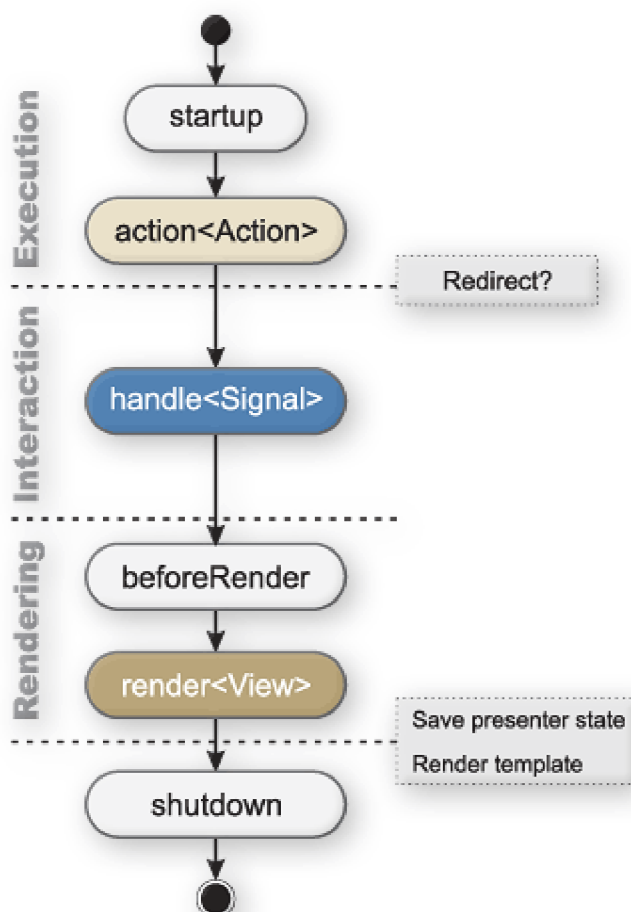 startup
Execution
action<Action>
Redirect?
Interaction
handle<Signal>
Rendering
beforeRender
render<View>
Save presenter state
Render template
shutdown